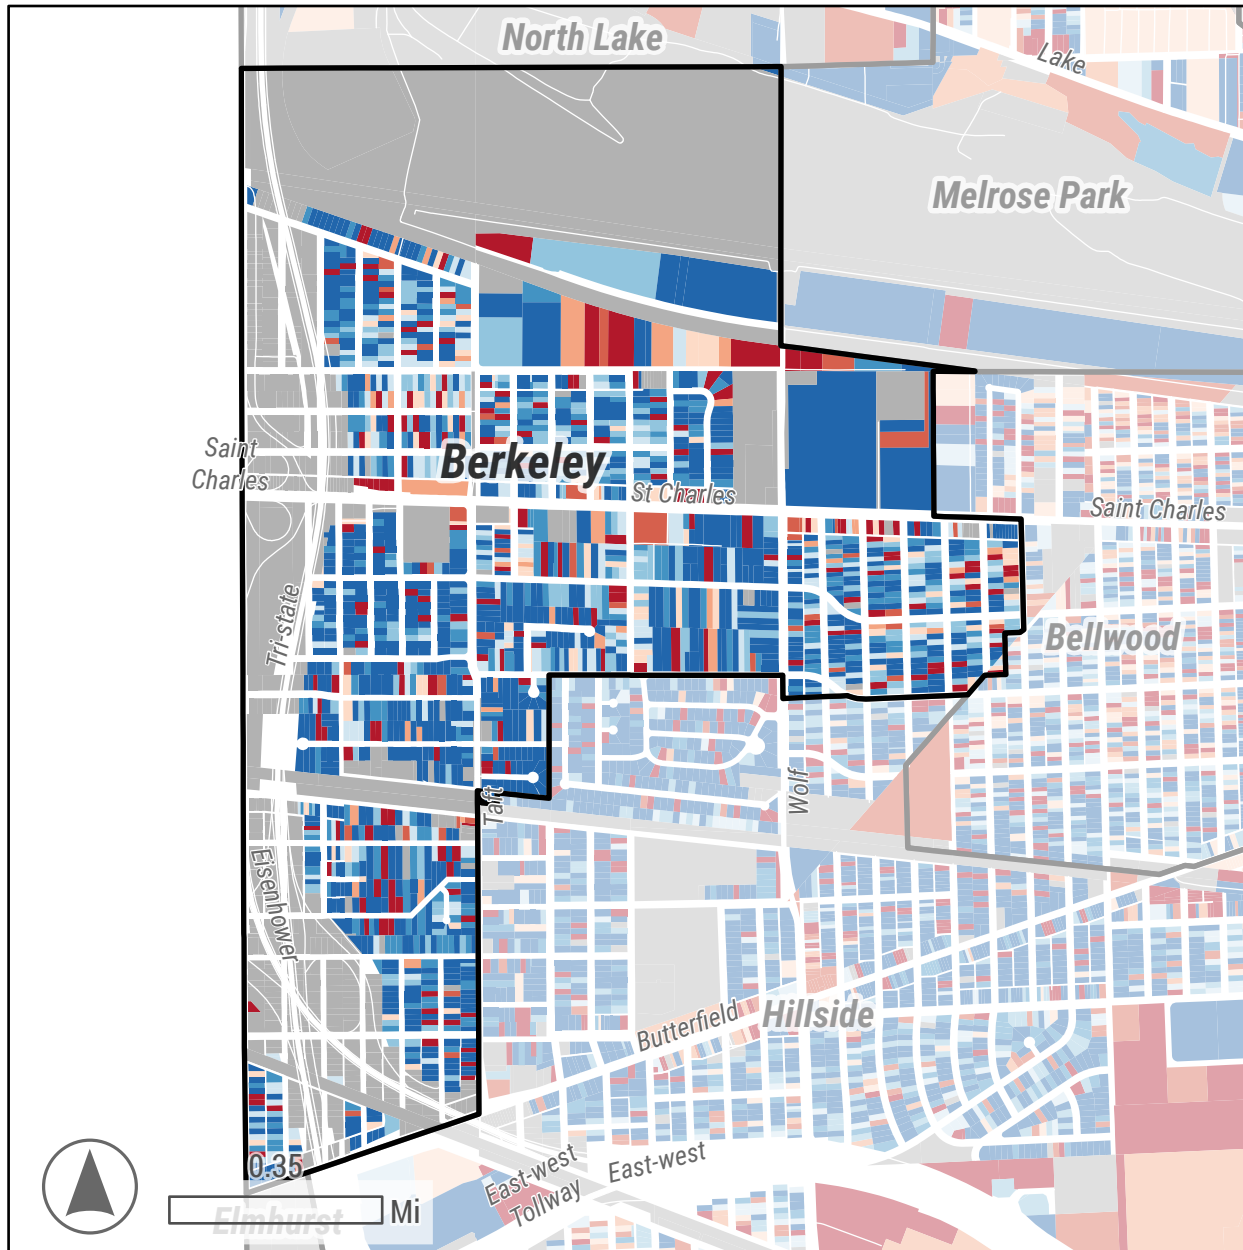 North Lake
Lake
Melrose Park
Saint
Charles
Berkeley
St Charles
Saint Charles
Tri-state
Bellwood
Taft
Wolf
Eisenhower
Butterfield
Hillside
East-west
Tollway
East-west
0.35
Mi
Elmhurst